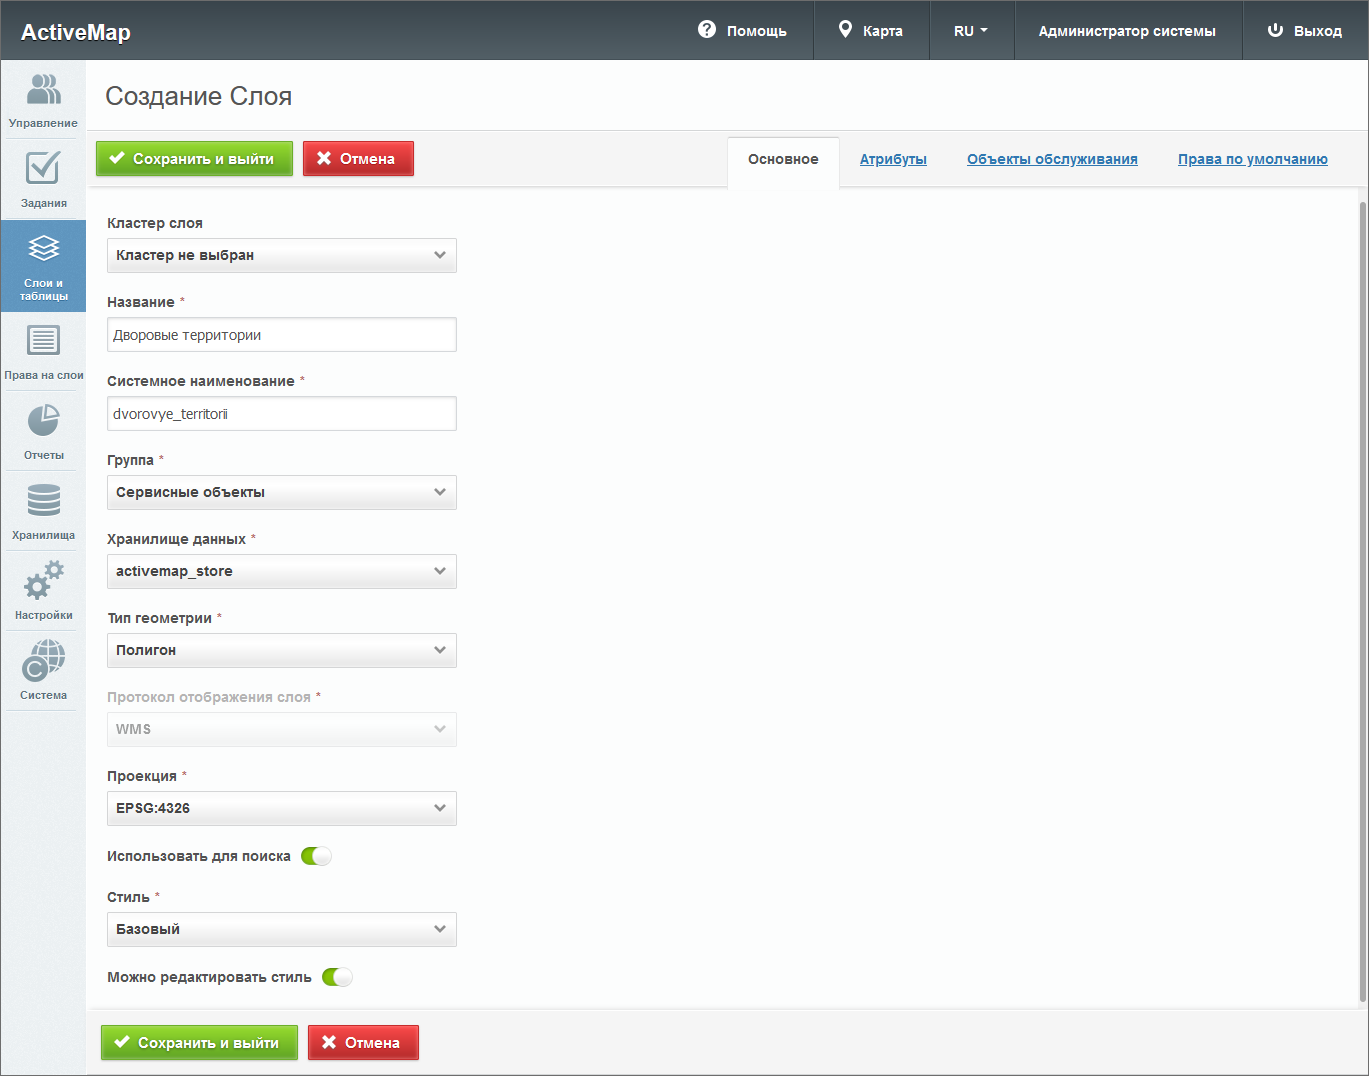 ActiveMap
Помощь
Карта
RU
Администратор системы
Выход
Управление
Задания
Слои и
таблицы
Права на слои
Отчеты
Хранилища
Настройки
Система
Создание Слоя
Сохранить и выйти
Отмена
Основное
Атрибуты
Объекты обслуживания
Права по умолчанию
Кластер слоя
Кластер не выбран
Название *
Дворовые территории
Системное наименование *
dvorovye_territorii
Группа *
Сервисные объекты
Хранилище данных *
activemap_store
Тип геометрии *
Полигон
Протокол отображения слоя *
WMS
Проекция *
EPSG:4326
Использовать для поиска
Стиль *
Базовый
Можно редактировать стиль
Сохранить и выйти
Отмена